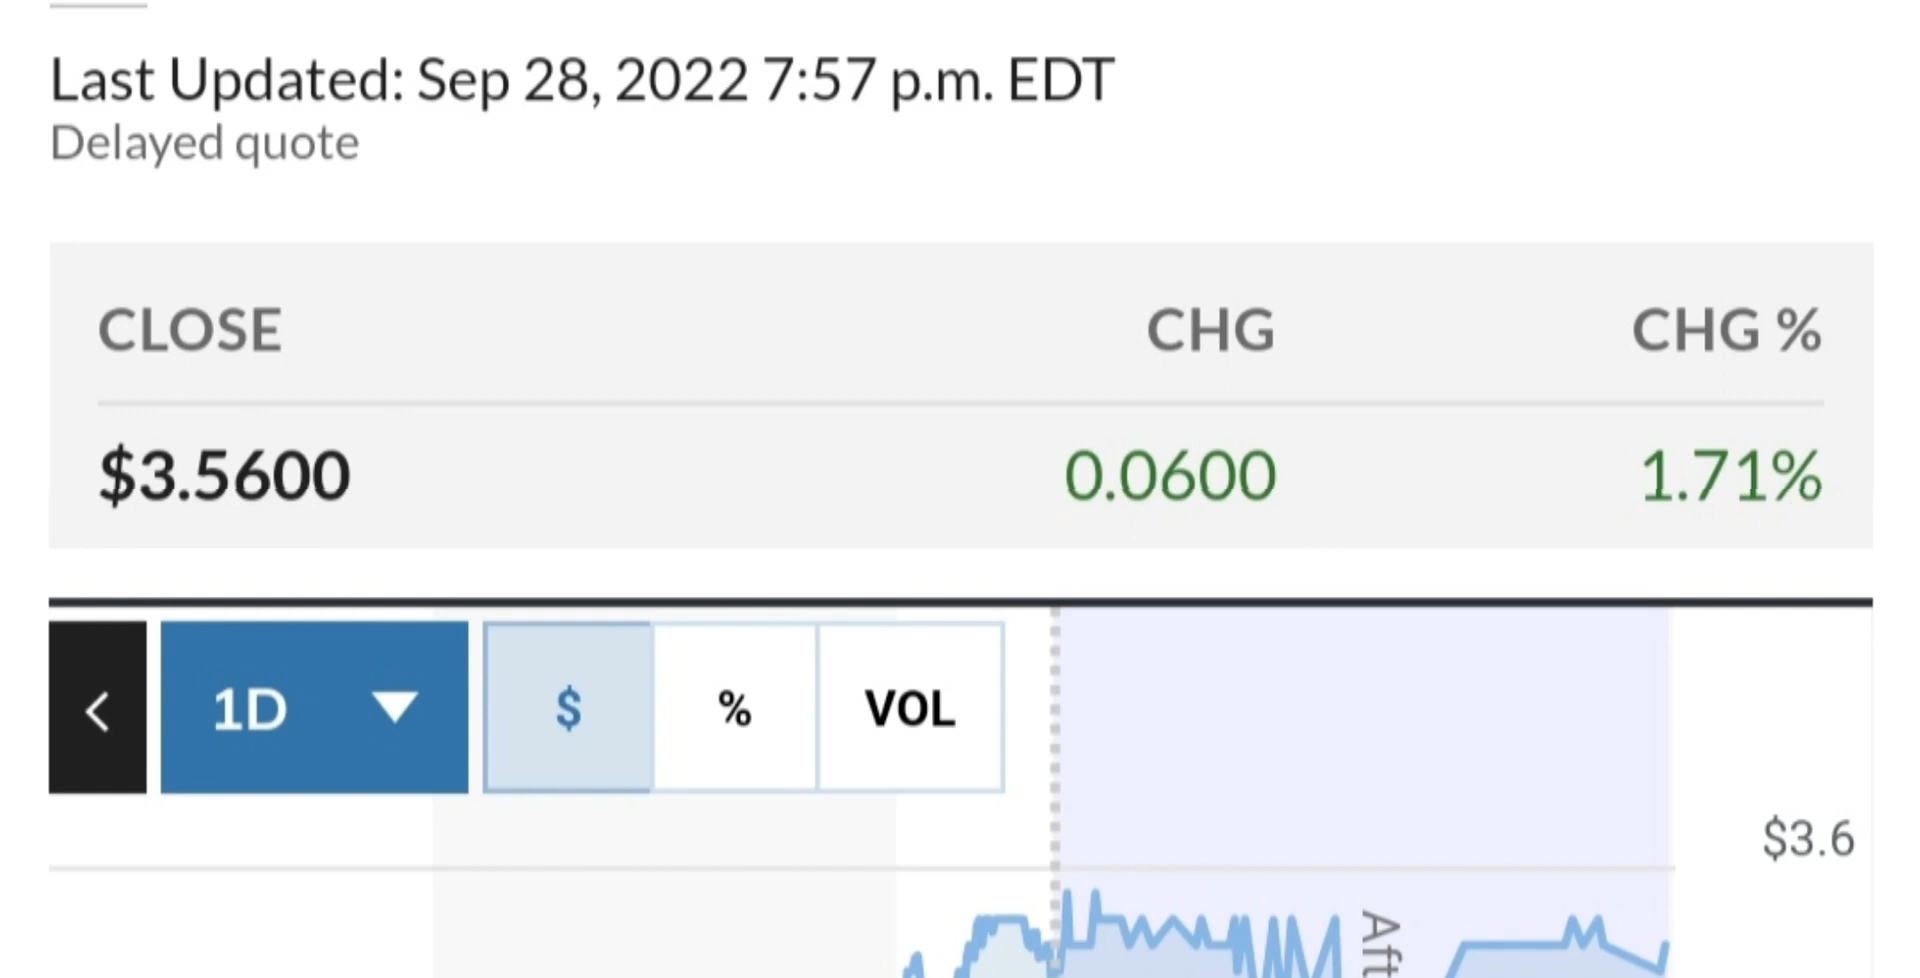 Last Updated: Sep 28, 2022 7:57 p.m. EDT
Delayed quote
CLOSE CHG CHG %
$3.5600 0.0600 1.71%
1D $ % VOL
$3.6
Aft